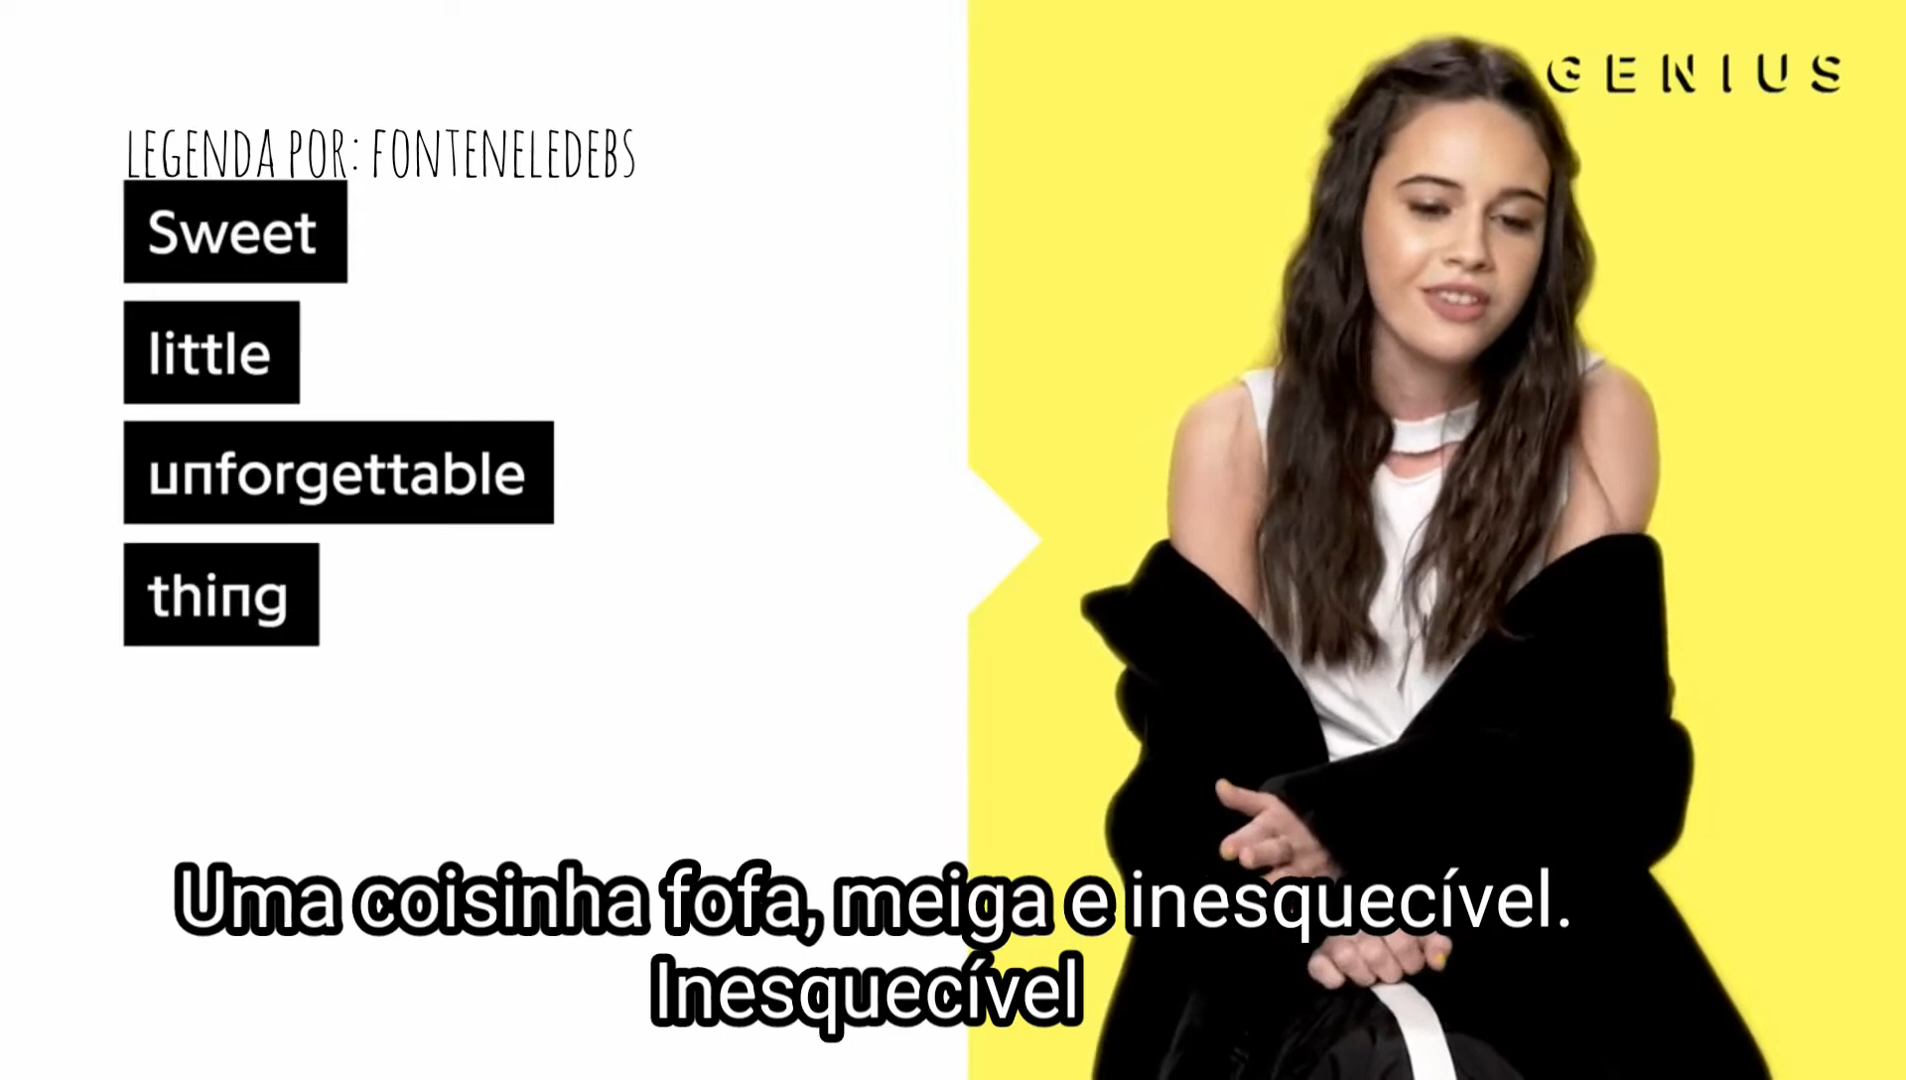 GENIUS
LEGENDA POR: FONTENELEDEBS
Sweet
little
unforgettable
thing
Uma coisinha fofa, meiga e inesquecível.
Inesquecível